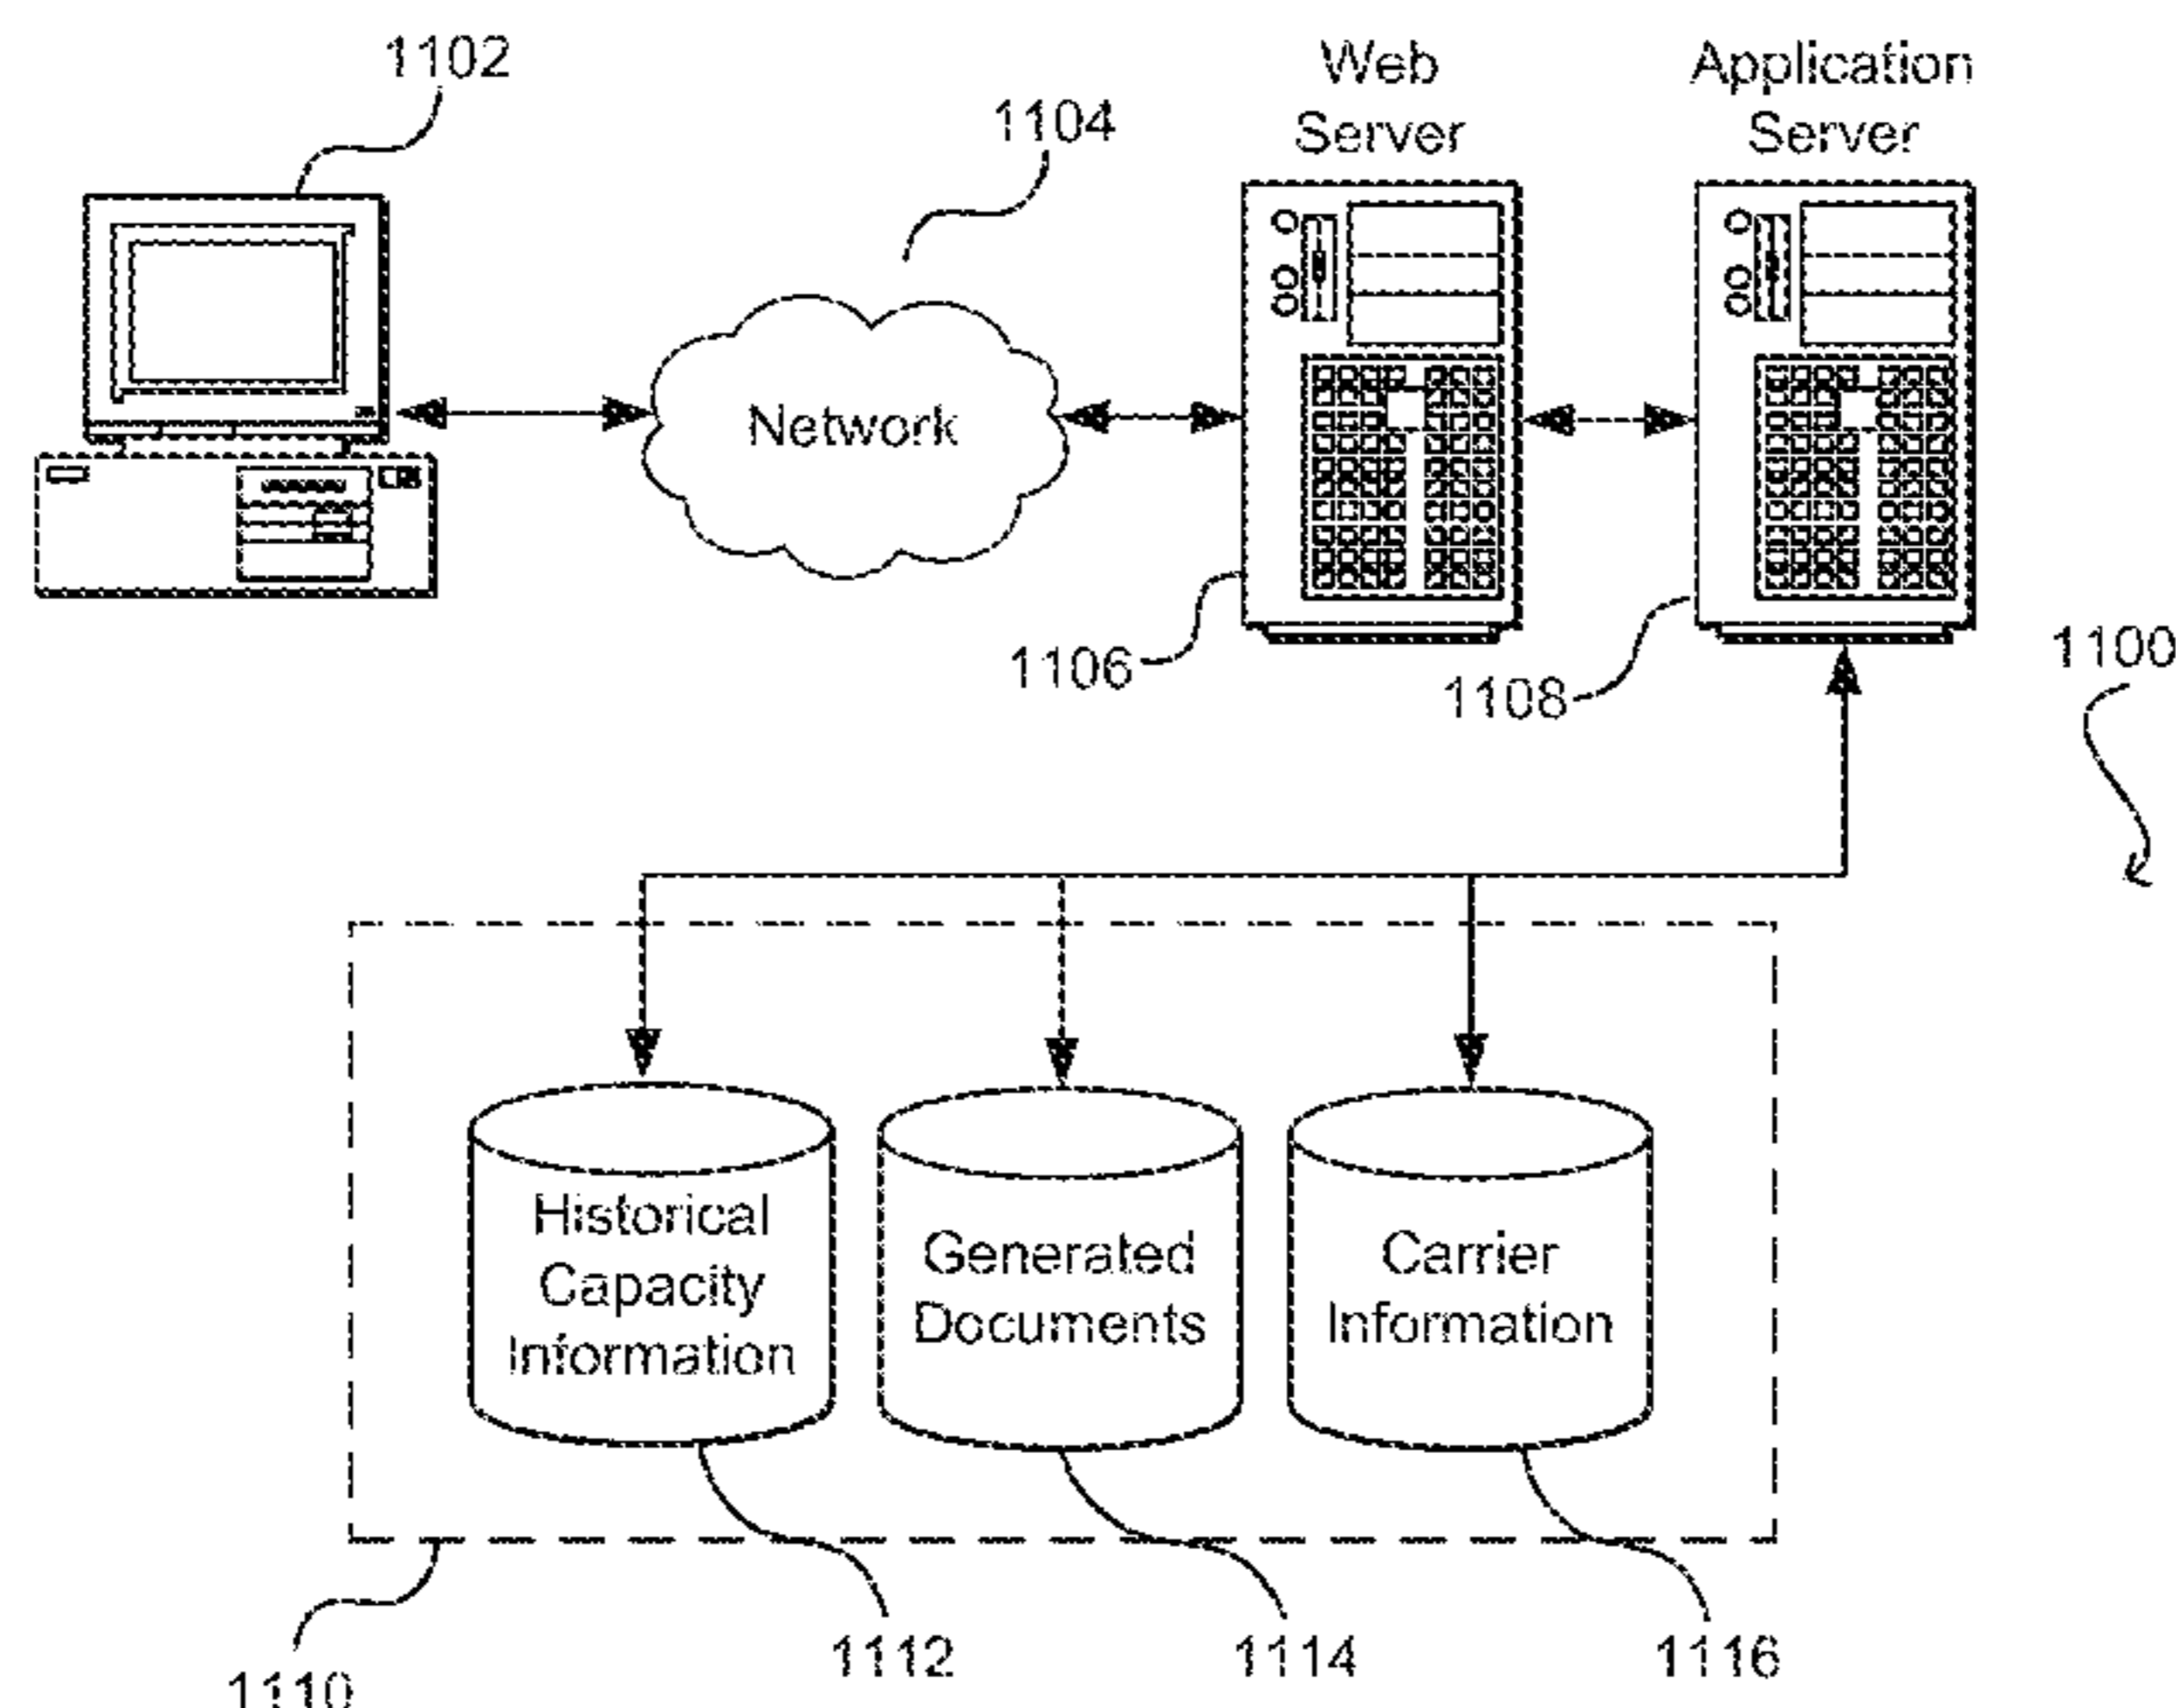 1102
1104
Web
Server
Application
Server
Network
1106
1108
1100
Historical
Capacity
Information
Generated
Documents
Carrier
Information
1110
1112
1114
1116